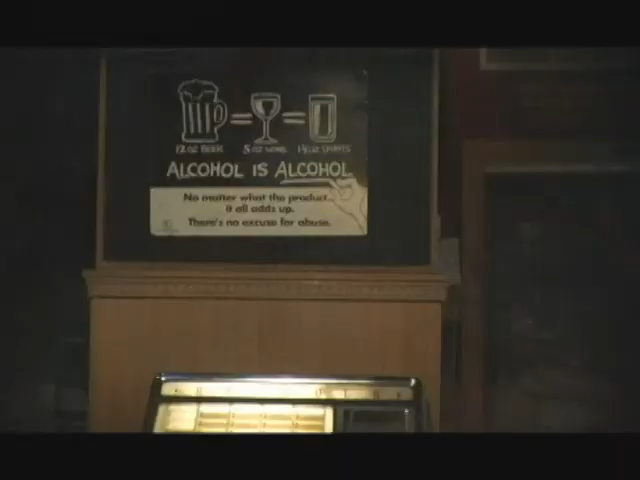 = =
12 OZ BEER 5 OZ WINE 1½ OZ SPIRITS
ALCOHOL IS ALCOHOL
No matter what the product...
it all adds up.
There's no excuse for abuse.